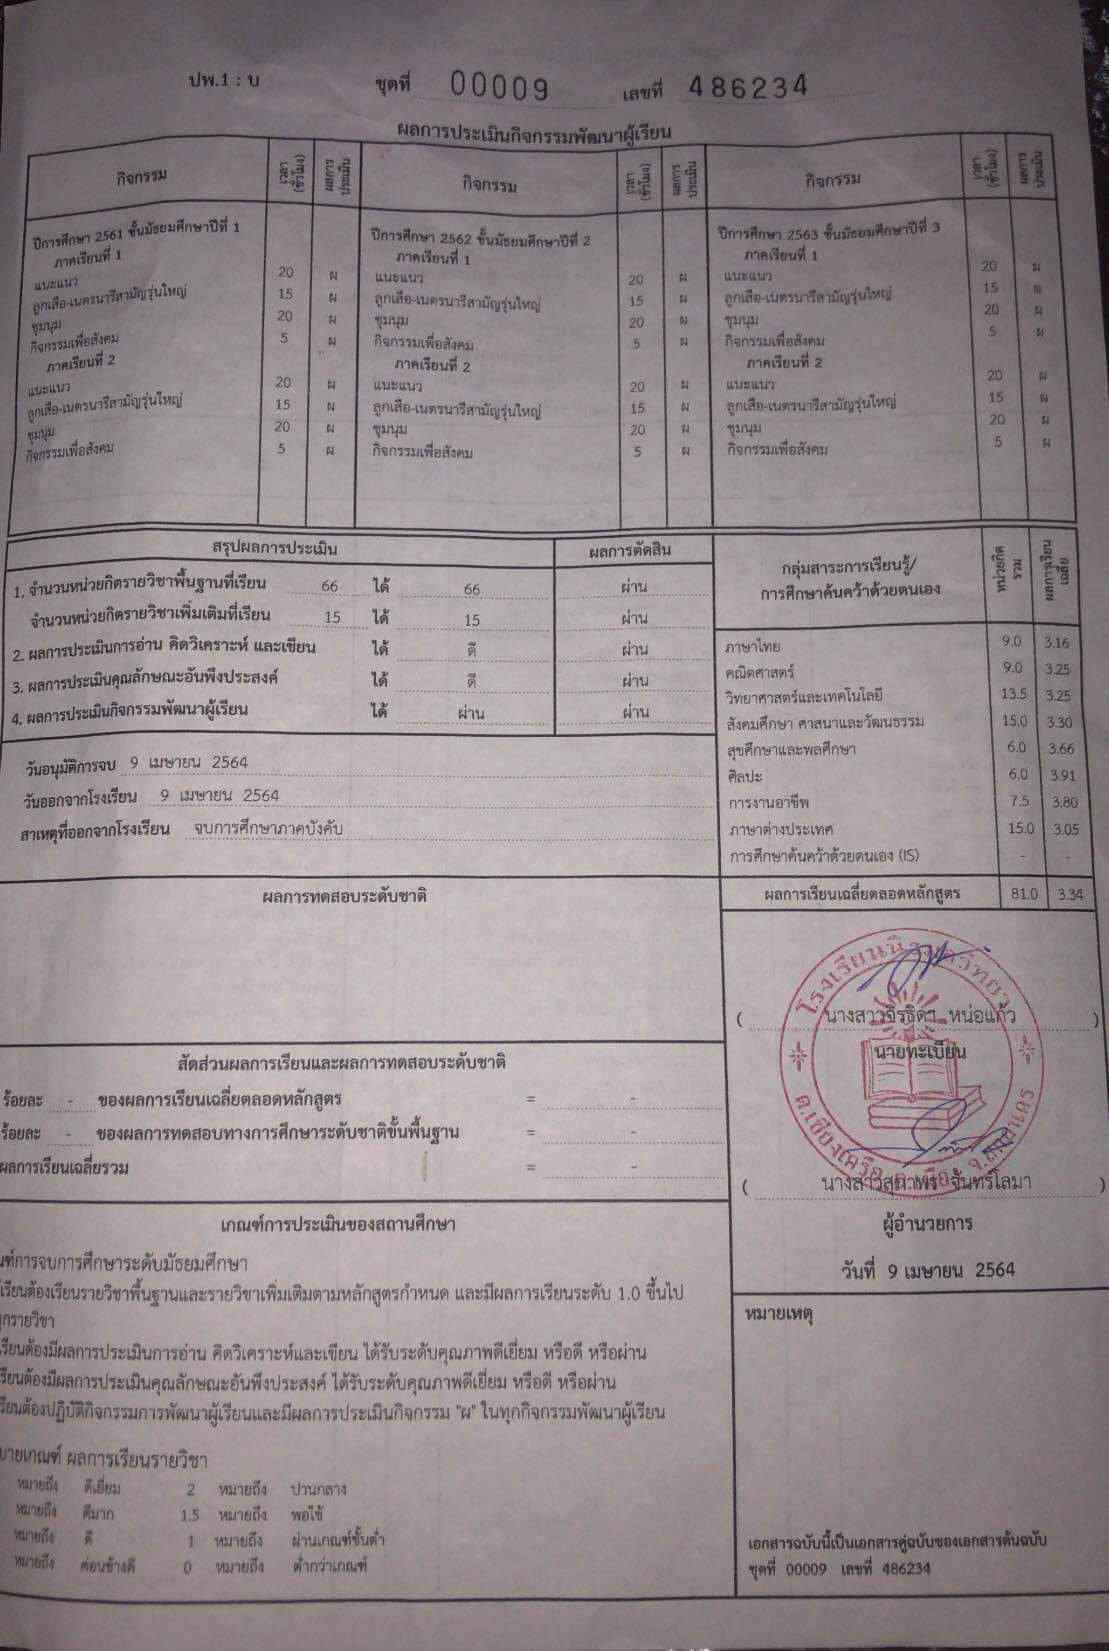 ปพ.1 : บ ชุดที่ 00009 เลขที่ 486234
ผลการประเมินกิจกรรมพัฒนาผู้เรียน
กิจกรรม เวลา (ชั่วโมง) ผลการประเมิน กิจกรรม เวลา (ชั่วโมง) ผลการประเมิน กิจกรรม เวลา (ชั่วโมง) ผลการประเมิน
ปีการศึกษา 2561 ชั้นมัธยมศึกษาปีที่ 1 ปีการศึกษา 2562 ชั้นมัธยมศึกษาปีที่ 2 ปีการศึกษา 2563 ชั้นมัธยมศึกษาปีที่ 3
ภาคเรียนที่ 1 ภาคเรียนที่ 1 ภาคเรียนที่ 1
แนะแนว 20 ผ แนะแนว 20 ผ แนะแนว 20 ผ
ลูกเสือ-เนตรนารีสามัญรุ่นใหญ่ 15 ผ ลูกเสือ-เนตรนารีสามัญรุ่นใหญ่ 15 ผ ลูกเสือ-เนตรนารีสามัญรุ่นใหญ่ 15 ผ
ชุมนุม 20 ผ ชุมนุม 20 ผ ชุมนุม 20 ผ
กิจกรรมเพื่อสังคม 5 ผ กิจกรรมเพื่อสังคม 5 ผ กิจกรรมเพื่อสังคม 5 ผ
ภาคเรียนที่ 2 ภาคเรียนที่ 2 ภาคเรียนที่ 2
แนะแนว 20 ผ แนะแนว 20 ผ แนะแนว 20 ผ
ลูกเสือ-เนตรนารีสามัญรุ่นใหญ่ 15 ผ ลูกเสือ-เนตรนารีสามัญรุ่นใหญ่ 15 ผ ลูกเสือ-เนตรนารีสามัญรุ่นใหญ่ 15 ผ
ชุมนุม 20 ผ ชุมนุม 20 ผ ชุมนุม 20 ผ
กิจกรรมเพื่อสังคม 5 ผ กิจกรรมเพื่อสังคม 5 ผ กิจกรรมเพื่อสังคม 5 ผ
สรุปผลการประเมิน ผลการตัดสิน
1. จำนวนหน่วยกิตรายวิชาพื้นฐานที่เรียน 66 ได้ 66 ผ่าน
จำนวนหน่วยกิตรายวิชาเพิ่มเติมที่เรียน 15 ได้ 15 ผ่าน
2. ผลการประเมินการอ่าน คิดวิเคราะห์ และเขียน ได้ ดี ผ่าน
3. ผลการประเมินคุณลักษณะอันพึงประสงค์ ได้ ดี ผ่าน
4. ผลการประเมินกิจกรรมพัฒนาผู้เรียน ได้ ผ่าน ผ่าน
วันอนุมัติการจบ 9 เมษายน 2564
วันออกจากโรงเรียน 9 เมษายน 2564
สาเหตุที่ออกจากโรงเรียน จบการศึกษาภาคบังคับ
กลุ่มสาระการเรียนรู้/ การศึกษาค้นคว้าด้วยตนเอง หน่วยกิตรวม ผลการเรียนเฉลี่ย
ภาษาไทย 9.0 3.16
คณิตศาสตร์ 9.0 3.25
วิทยาศาสตร์และเทคโนโลยี 13.5 3.25
สังคมศึกษา ศาสนาและวัฒนธรรม 15.0 3.30
สุขศึกษาและพลศึกษา 6.0 3.66
ศิลปะ 6.0 3.91
การงานอาชีพ 7.5 3.80
ภาษาต่างประเทศ 15.0 3.05
การศึกษาค้นคว้าด้วยตนเอง (IS) - -
ผลการเรียนเฉลี่ยตลอดหลักสูตร 81.0 3.34
ผลการทดสอบระดับชาติ
สัดส่วนผลการเรียนและผลการทดสอบระดับชาติ
ร้อยละ - ของผลการเรียนเฉลี่ยตลอดหลักสูตร = -
ร้อยละ - ของผลการทดสอบทางการศึกษาระดับชาติขั้นพื้นฐาน = -
ผลการเรียนเฉลี่ยรวม = -
( นางสาวจิรธิดา หน่อแก้ว )
นายทะเบียน
( นางสาวสุภาพร จันทร์โลมา )
ผู้อำนวยการ
วันที่ 9 เมษายน 2564
เกณฑ์การประเมินของสถานศึกษา
ฑ์การจบการศึกษาระดับมัธยมศึกษา
เรียนต้องเรียนรายวิชาพื้นฐานและรายวิชาเพิ่มเติมตามหลักสูตรกำหนด และมีผลการเรียนระดับ 1.0 ขึ้นไป
กรายวิชา
เรียนต้องมีผลการประเมินการอ่าน คิดวิเคราะห์และเขียน ได้รับระดับคุณภาพดีเยี่ยม หรือดี หรือผ่าน
เรียนต้องมีผลการประเมินคุณลักษณะอันพึงประสงค์ ได้รับระดับคุณภาพดีเยี่ยม หรือดี หรือผ่าน
เรียนต้องปฏิบัติกิจกรรมการพัฒนาผู้เรียนและมีผลการประเมินกิจกรรม "ผ" ในทุกกิจกรรมพัฒนาผู้เรียน
บายเกณฑ์ ผลการเรียนรายวิชา
หมายถึง ดีเยี่ยม 2 หมายถึง ปานกลาง
หมายถึง ดีมาก 1.5 หมายถึง พอใช้
หมายถึง ดี 1 หมายถึง ผ่านเกณฑ์ขั้นต่ำ
หมายถึง ค่อนข้างดี 0 หมายถึง ต่ำกว่าเกณฑ์
หมายเหตุ
เอกสารฉบับนี้เป็นเอกสารคู่ฉบับของเอกสารต้นฉบับ
ชุดที่ 00009 เลขที่ 486234